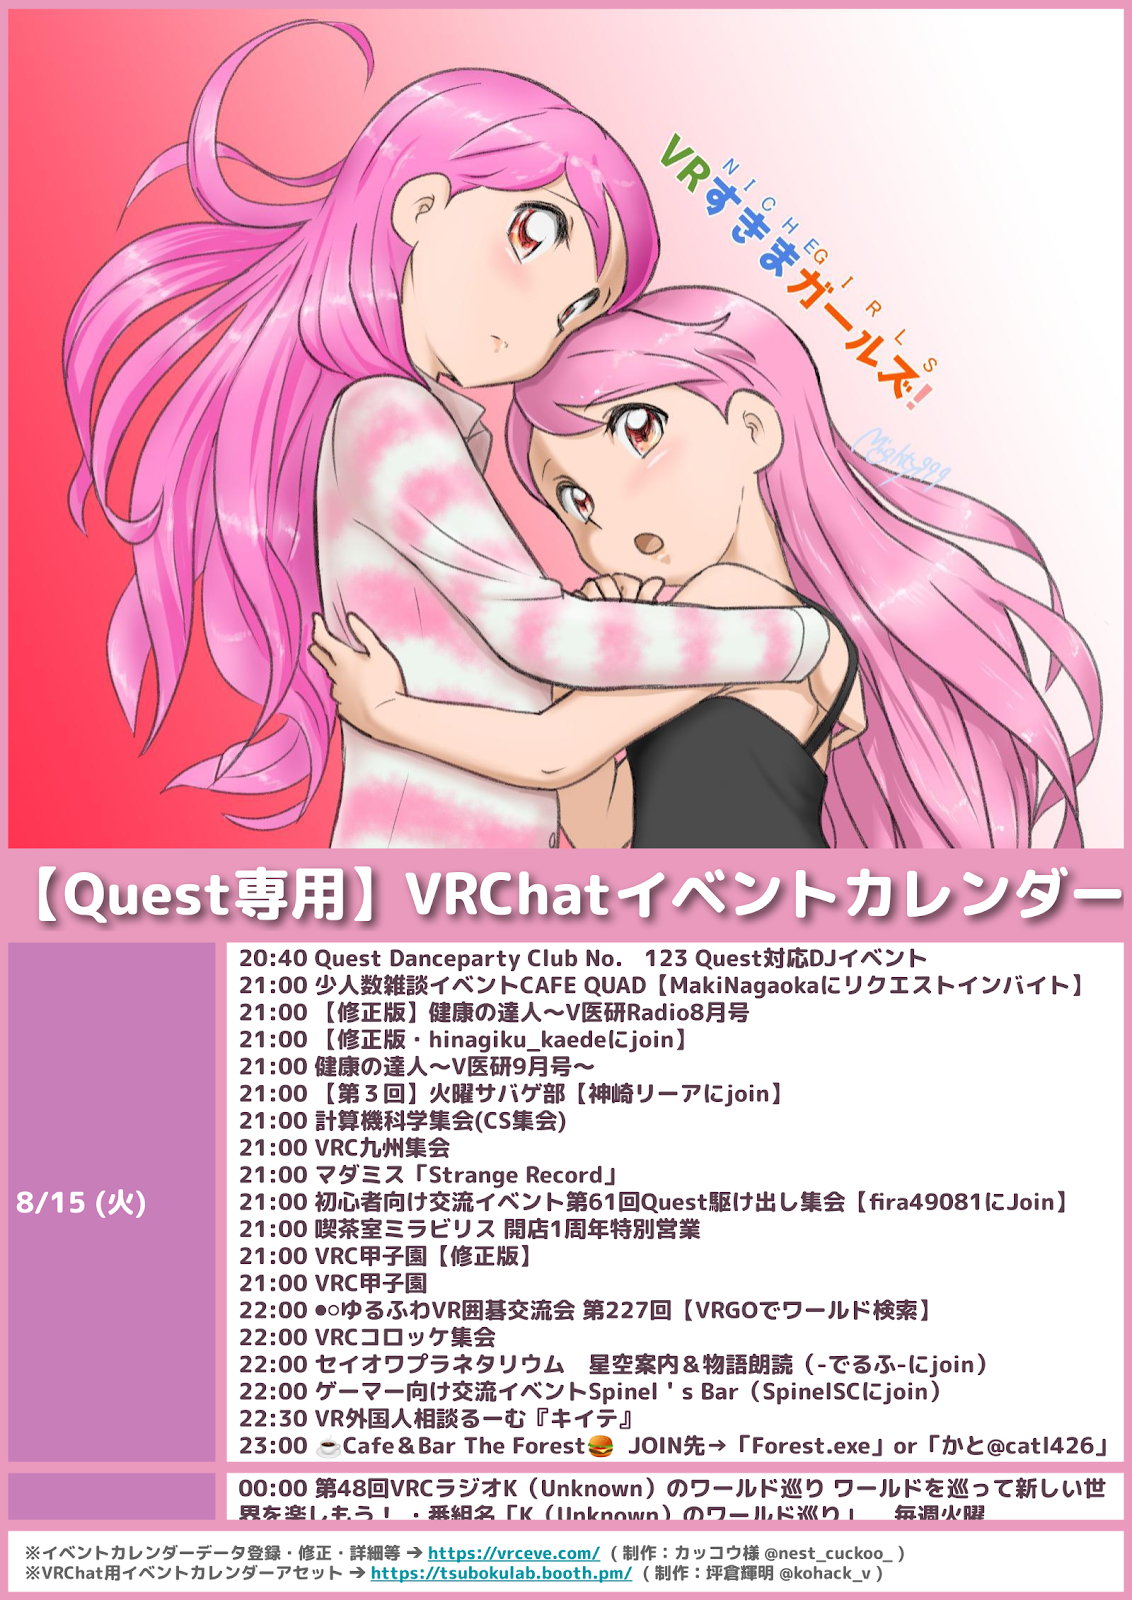 NICHE GIRLS
VRすきまガールズ!
Mighty999
【Quest専用】VRChatイベントカレンダー
8/15 (火)
20:40 Quest Danceparty Club No. 123 Quest対応DJイベント
21:00 少人数雑談イベントCAFE QUAD【MakiNagaokaにリクエストインバイト】
21:00 【修正版】健康の達人～V医研Radio8月号
21:00 【修正版・hinagiku_kaedeにjoin】
21:00 健康の達人～V医研9月号～
21:00 【第３回】火曜サバゲ部【神崎リーアにjoin】
21:00 計算機科学集会(CS集会)
21:00 VRC九州集会
21:00 マダミス「Strange Record」
21:00 初心者向け交流イベント第61回Quest駆け出し集会【fira49081にJoin】
21:00 喫茶室ミラビリス 開店1周年特別営業
21:00 VRC甲子園【修正版】
21:00 VRC甲子園
22:00 ●○ゆるふわVR囲碁交流会 第227回【VRGOでワールド検索】
22:00 VRCコロッケ集会
22:00 セイオワプラネタリウム　星空案内＆物語朗読（-でるふ-にjoin）
22:00 ゲーマー向け交流イベントSpinel＇s Bar（SpinelSCにjoin）
22:30 VR外国人相談るーむ『キイテ』
23:00 ☕Cafe＆Bar The Forest🍔 JOIN先→「Forest.exe」or「かと@catl426」
00:00 第48回VRCラジオK（Unknown）のワールド巡り ワールドを巡って新しい世
界を楽しもう！ ・番組名「K（Unknown）のワールド巡り」　毎週火曜
※イベントカレンダーデータ登録・修正・詳細等 ➔ https://vrceve.com/ （制作：カッコウ様 @nest_cuckoo_ ）
※VRChat用イベントカレンダーアセット ➔ https://tsubokulab.booth.pm/ （制作：坪倉輝明 @kohack_v ）